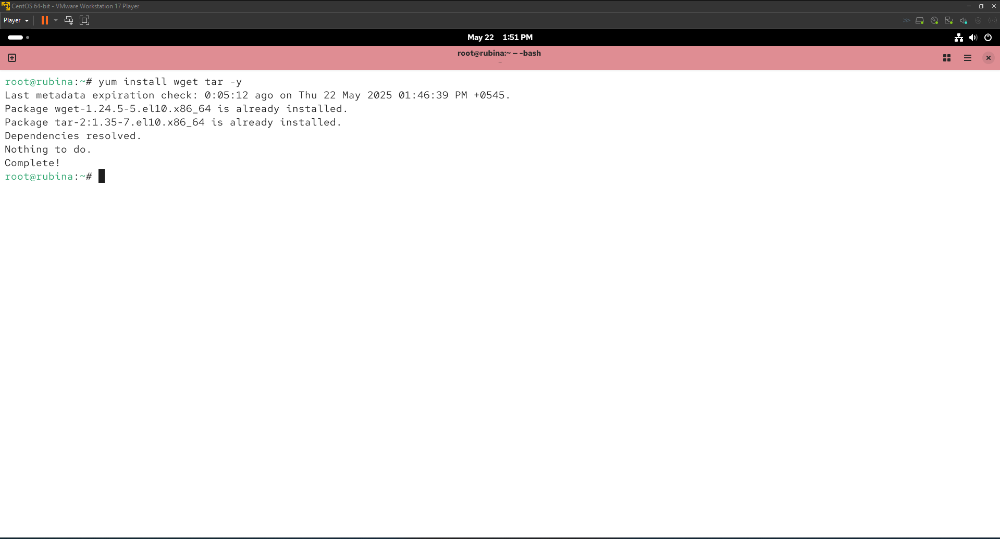 CentOS 64-bit - VMware Workstation 17 Player
Player
May 22 1:51 PM
root@rubina:~ — -bash
~
root@rubina:~# yum install wget tar -y
Last metadata expiration check: 0:05:12 ago on Thu 22 May 2025 01:46:39 PM +0545.
Package wget-1.24.5-5.el10.x86_64 is already installed.
Package tar-2:1.35-7.el10.x86_64 is already installed.
Dependencies resolved.
Nothing to do.
Complete!
root@rubina:~#